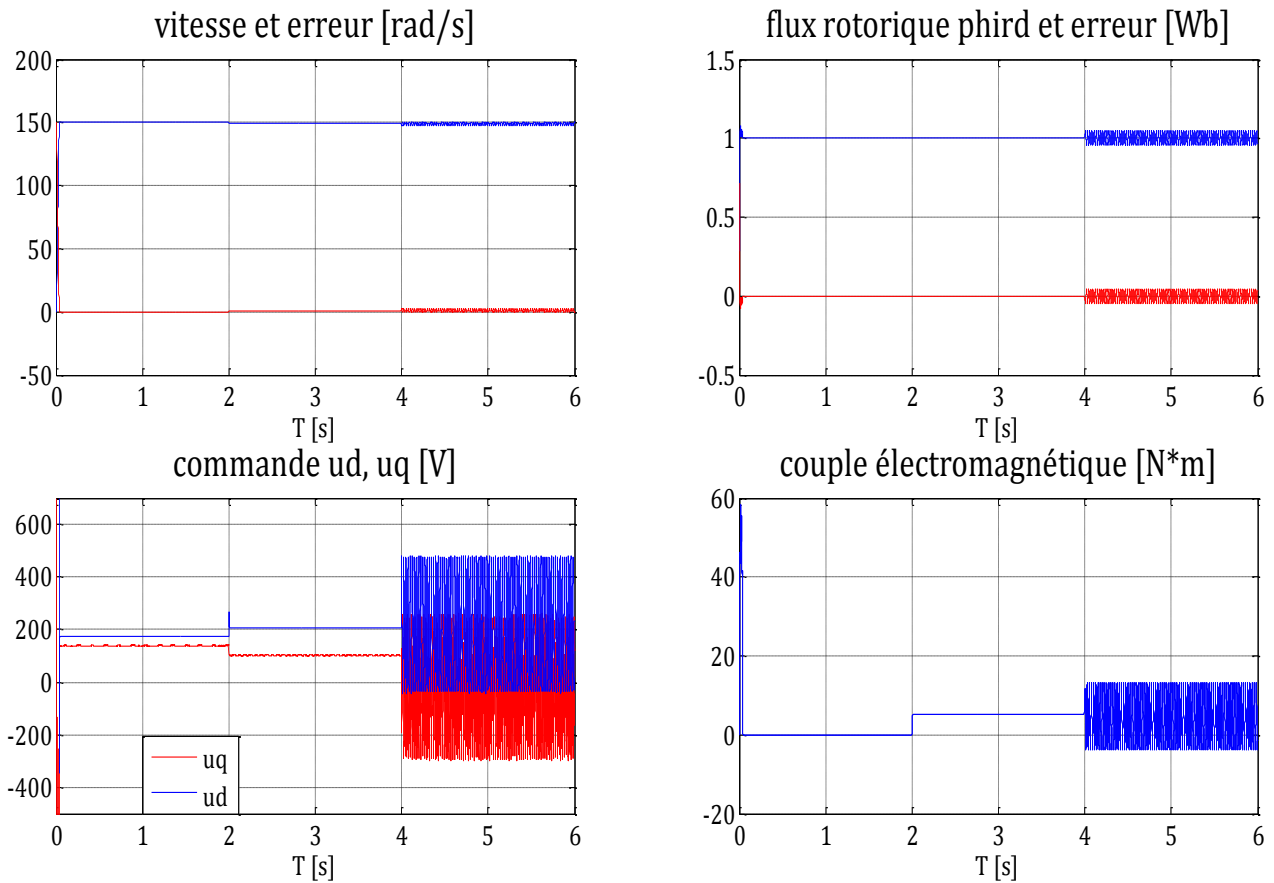 vitesse et erreur [rad/s]
200
150
100
50
0
-50
0 1 2 3 4 5 6
T [s]
flux rotorique phird et erreur [Wb]
1.5
1
0.5
0
-0.5
0 1 2 3 4 5 6
T [s]
commande ud, uq [V]
600
400
200
0
-200
-400
uq
ud
0 1 2 3 4 5 6
T [s]
couple électromagnétique [N*m]
60
40
20
0
-20
0 1 2 3 4 5 6
T [s]